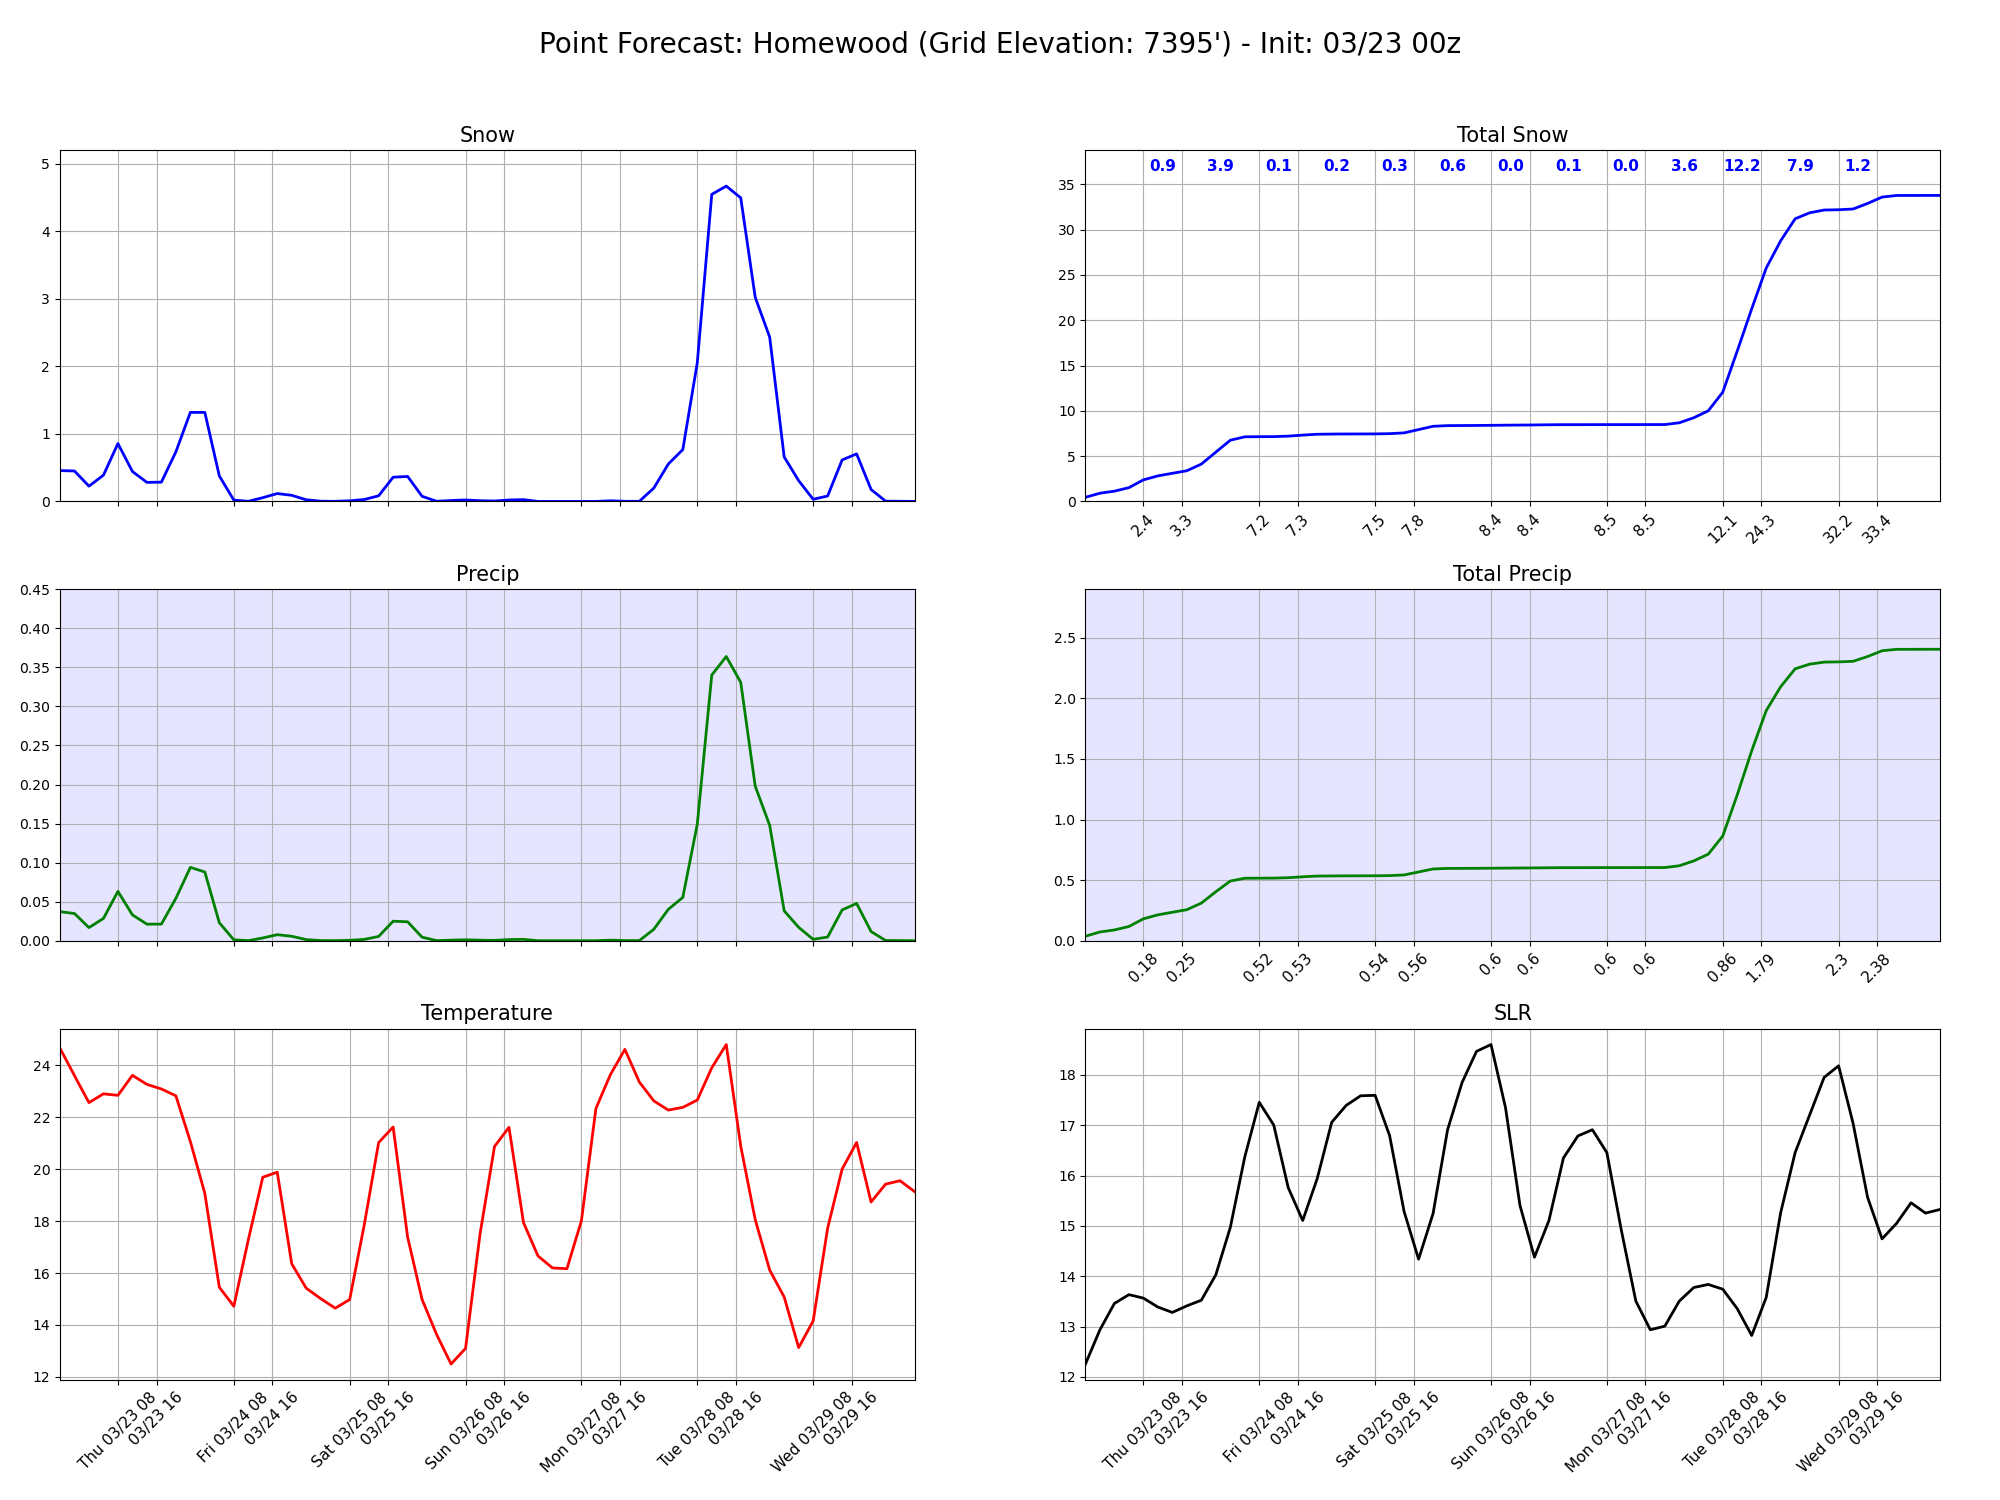 Point Forecast: Homewood (Grid Elevation: 7395') - Init: 03/23 00z
Snow
5
4
3
2
1
0
Total Snow
0.9 3.9 0.1 0.2 0.3 0.6 0.0 0.1 0.0 3.6 12.2 7.9 1.2
35
30
25
20
15
10
5
0
2.4 3.3 7.2 7.3 7.5 7.8 8.4 8.4 8.5 8.5 12.1 24.3 32.2 33.4
Precip
0.45
0.40
0.35
0.30
0.25
0.20
0.15
0.10
0.05
0.00
Total Precip
2.5
2.0
1.5
1.0
0.5
0.0
0.18 0.25 0.52 0.53 0.54 0.56 0.6 0.6 0.6 0.6 0.86 1.79 2.3 2.38
Temperature
24
22
20
18
16
14
12
Thu 03/23 08
03/23 16
Fri 03/24 08
03/24 16
Sat 03/25 08
03/25 16
Sun 03/26 08
03/26 16
Mon 03/27 08
03/27 16
Tue 03/28 08
03/28 16
Wed 03/29 08
03/29 16
SLR
18
17
16
15
14
13
12
Thu 03/23 08
03/23 16
Fri 03/24 08
03/24 16
Sat 03/25 08
03/25 16
Sun 03/26 08
03/26 16
Mon 03/27 08
03/27 16
Tue 03/28 08
03/28 16
Wed 03/29 08
03/29 16